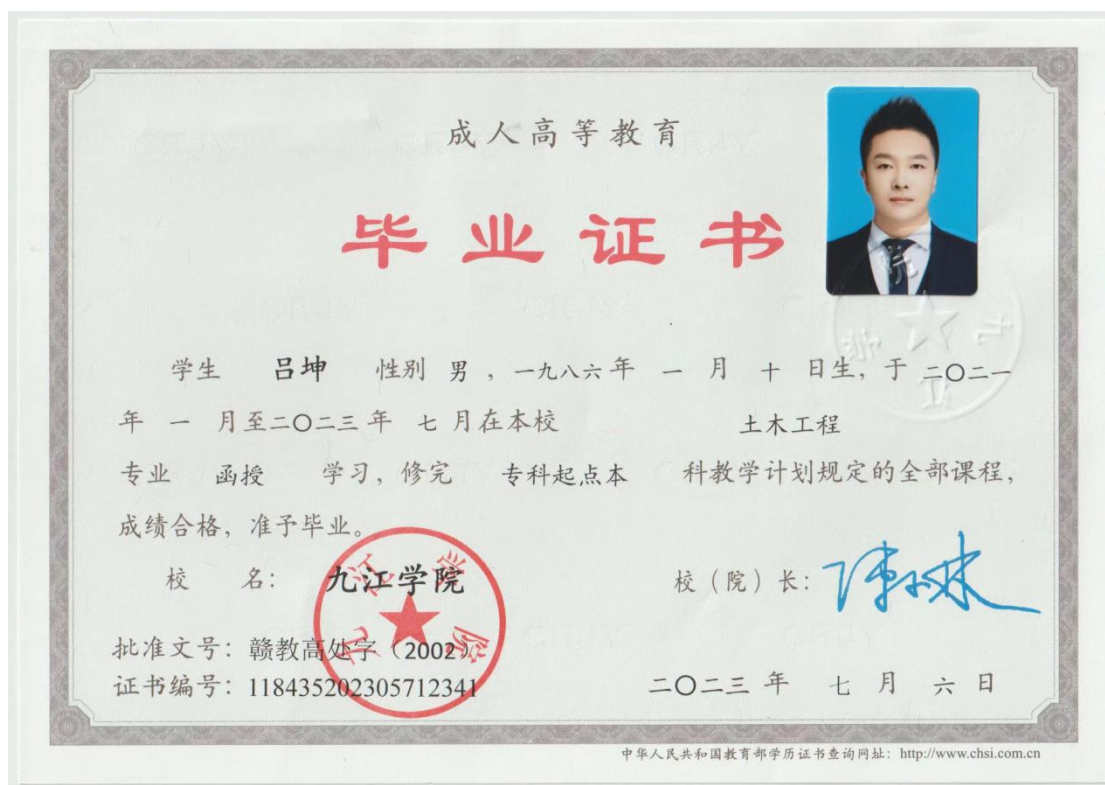 成人高等教育
毕业证书
学生 吕坤 性别 男 ，一九八六年 一 月 十 日生，于 二〇二一
年 一 月至二〇二三年 七 月在本校 土木工程
专业 函授 学习，修完 专科起点本 科教学计划规定的全部课程，
成绩合格，准予毕业。
校 名： 九江学院
校（院）长：
九江学院
批准文号：赣教高处字（2002）
证书编号：118435202305712341
二〇二三 年 七 月 六 日
中华人民共和国教育部学历证书查询网址：http://www.chsi.com.cn